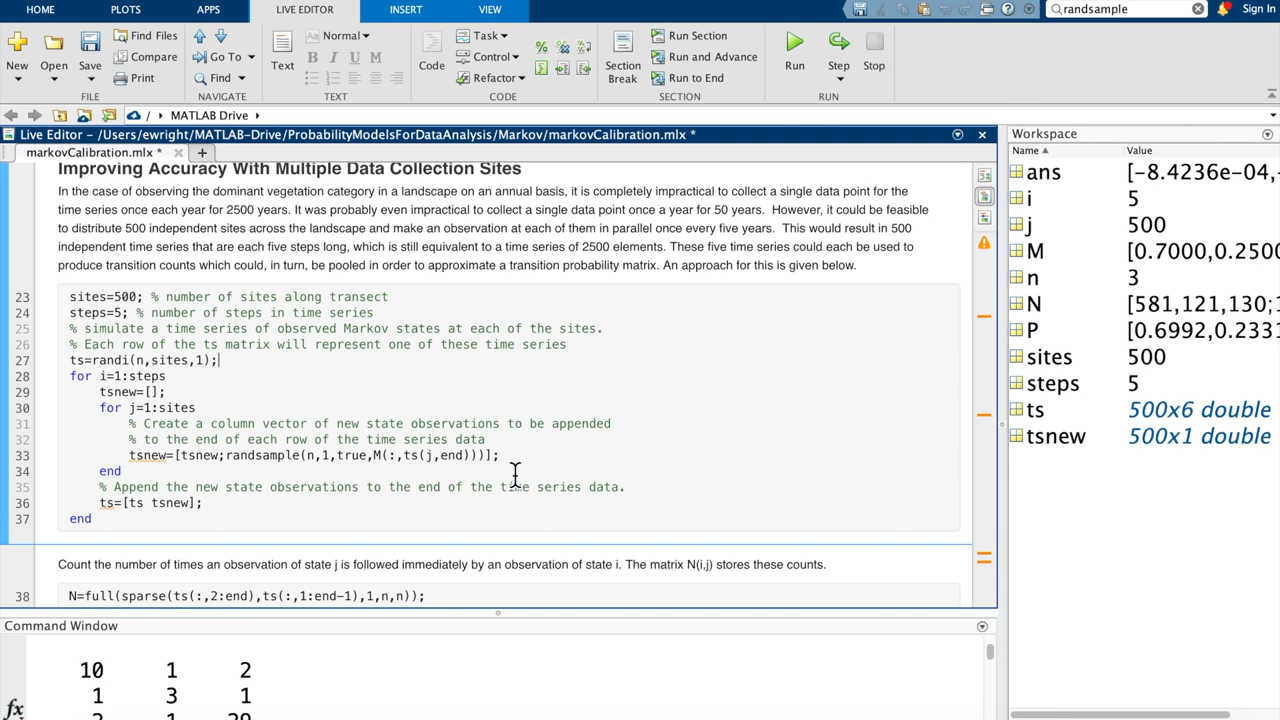 HOME PLOTS APPS LIVE EDITOR INSERT VIEW randsample Sign In
New Open Save Find Files Compare Print Go To Find Text Aa Normal B I U M Code Task Control Refactor Section Break Run Section Run and Advance Run to End Run Step Stop
FILE NAVIGATE TEXT CODE SECTION RUN
/ MATLAB Drive
Live Editor - /Users/ewright/MATLAB-Drive/ProbabilityModelsForDataAnalysis/Markov/markovCalibration.mlx *
markovCalibration.mlx *
Improving Accuracy With Multiple Data Collection Sites
In the case of observing the dominant vegetation category in a landscape on an annual basis, it is completely impractical to collect a single data point for the
time series once each year for 2500 years. It was probably even impractical to collect a single data point once a year for 50 years. However, it could be feasible
to distribute 500 independent sites across the landscape and make an observation at each of them in parallel once every five years. This would result in 500
independent time series that are each five steps long, which is still equivalent to a time series of 2500 elements. These five time series could each be used to
produce transition counts which could, in turn, be pooled in order to approximate a transition probability matrix. An approach for this is given below.
23 sites=500; % number of sites along transect
24 steps=5; % number of steps in time series
25 % simulate a time series of observed Markov states at each of the sites.
26 % Each row of the ts matrix will represent one of these time series
27 ts=randi(n,sites,1);
28 for i=1:steps
29 tsnew=[];
30 for j=1:sites
31 % Create a column vector of new state observations to be appended
32 % to the end of each row of the time series data
33 tsnew=[tsnew;randsample(n,1,true,M(:,ts(j,end)))];
34 end
35 % Append the new state observations to the end of the time series data.
36 ts=[ts tsnew];
37 end
Count the number of times an observation of state j is followed immediately by an observation of state i. The matrix N(i,j) stores these counts.
38 N=full(sparse(ts(:,2:end),ts(:,1:end-1),1,n,n));
Command Window
10 1 2
1 3 1
fx
Workspace
Name Value
ans [-8.4236e-04,-
i 5
j 500
M [0.7000,0.2500
n 3
N [581,121,130;1
P [0.6992,0.2331
sites 500
steps 5
ts 500x6 double
tsnew 500x1 double